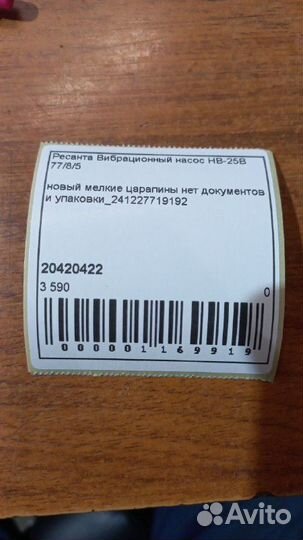 Ресанта Вибрационный насос НВ-25В
77/8/5
новый мелкие царапины нет документов
и упаковки_241227719192
20420422
3 590 0
0000001169919
Avito